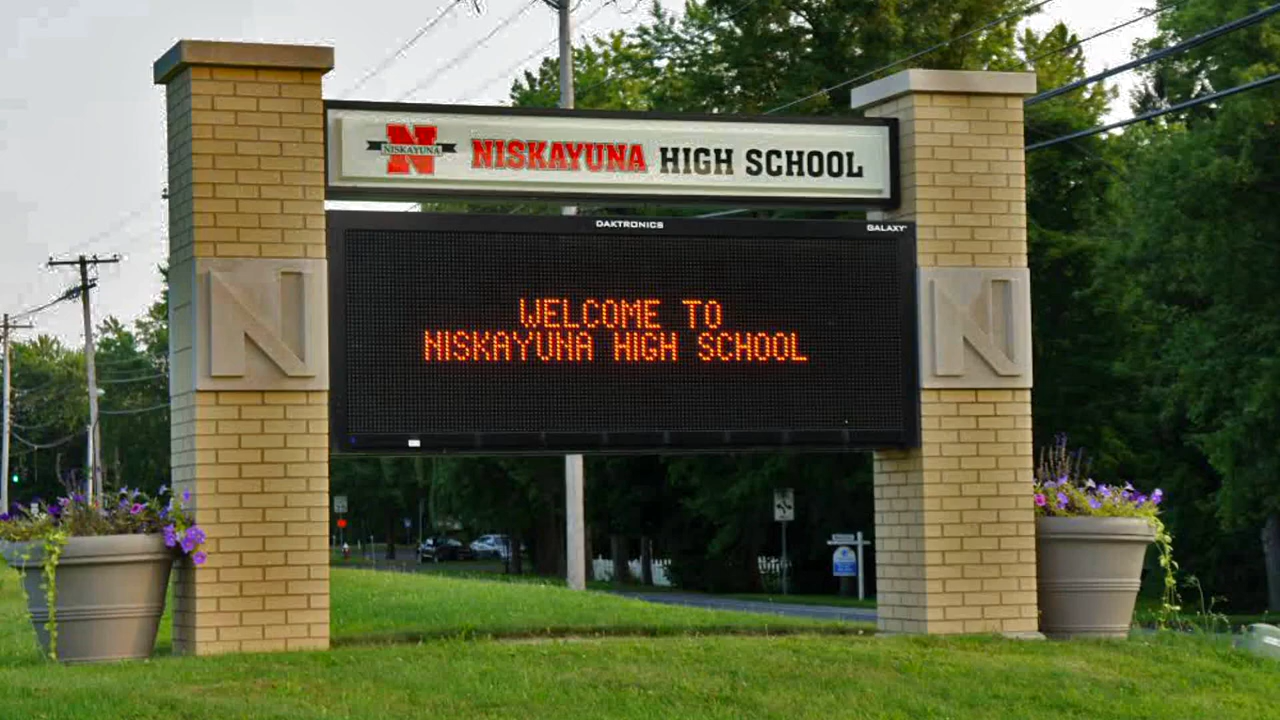 NISKAYUNA
NISKAYUNA HIGH SCHOOL
DAKTRONICS
GALAXY
WELCOME TO
NISKAYUNA HIGH SCHOOL
N
N